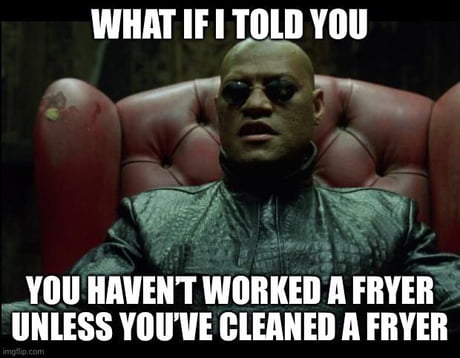 WHAT IF I TOLD YOU
YOU HAVEN'T WORKED A FRYER
UNLESS YOU'VE CLEANED A FRYER
imgflip.com